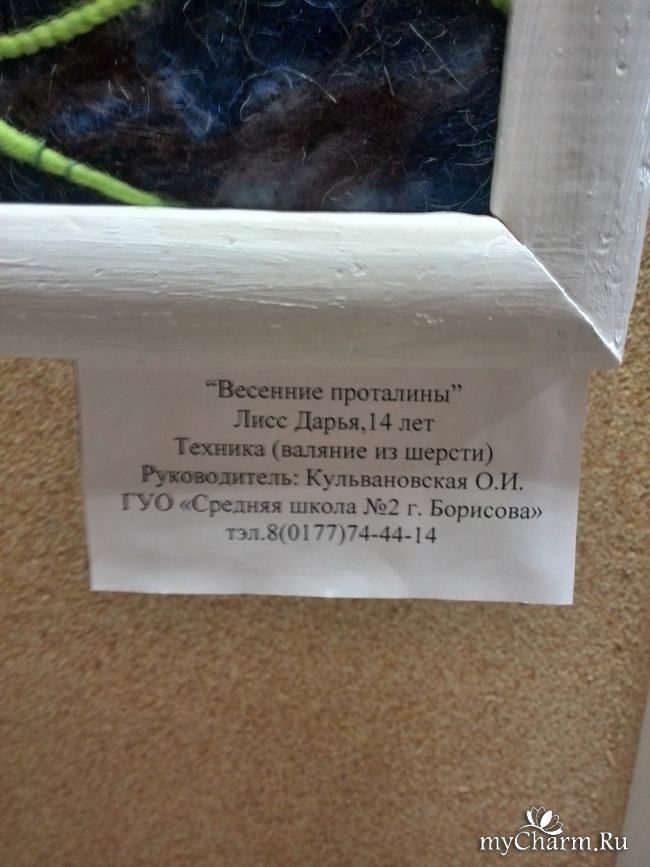 “Весенние проталины”
Лисс Дарья,14 лет
Техника (валяние из шерсти)
Руководитель: Кульвановская О.И.
ГУО «Средняя школа №2 г. Борисова»
тэл.8(0177)74-44-14
myCharm.Ru